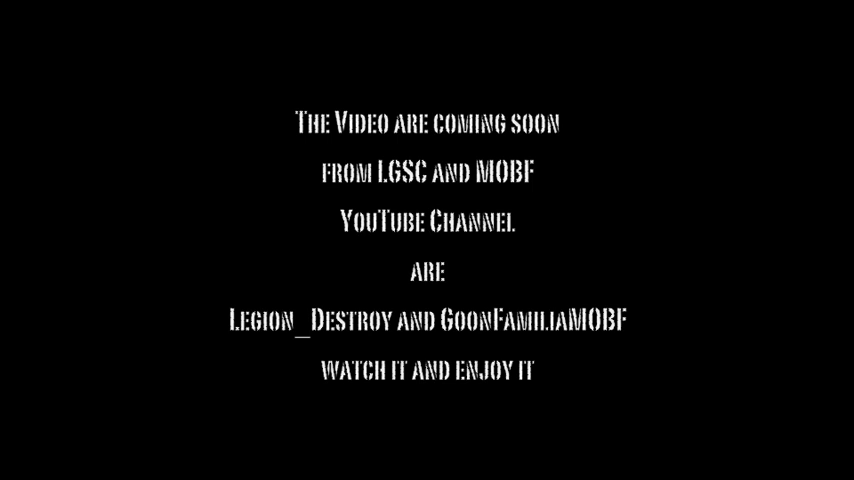 The Video are coming soon
from LGSC and MOBF
YouTube Channel
are
Legion_Destroy and GoonFamiliaMOBF
watch it and enjoy it